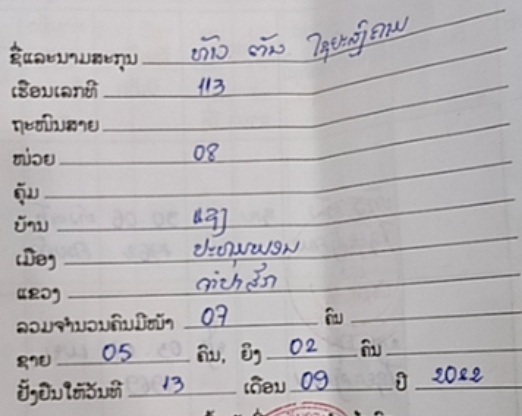 ຊື່ແລະນາມສະກຸນ ທ້າວ ຕັນ ໄຊຍະສົງຄາມ
ເຮືອນເລກທີ 113
ຖະໜົນສາຍ
ໜ່ວຍ 08
ຄຸ້ມ
ບ້ານ
ເມືອງ ປະທຸມພອນ
ແຂວງ ຈຳປາສັກ
ລວມຈຳນວນຄົນມີໜ້າ 07 ຄົນ
ຊາຍ 05 ຄົນ, ຍິງ 02 ຄົນ
ຢັ້ງຢືນໃຫ້ວັນທີ 13 ເດືອນ 09 ປີ 2022